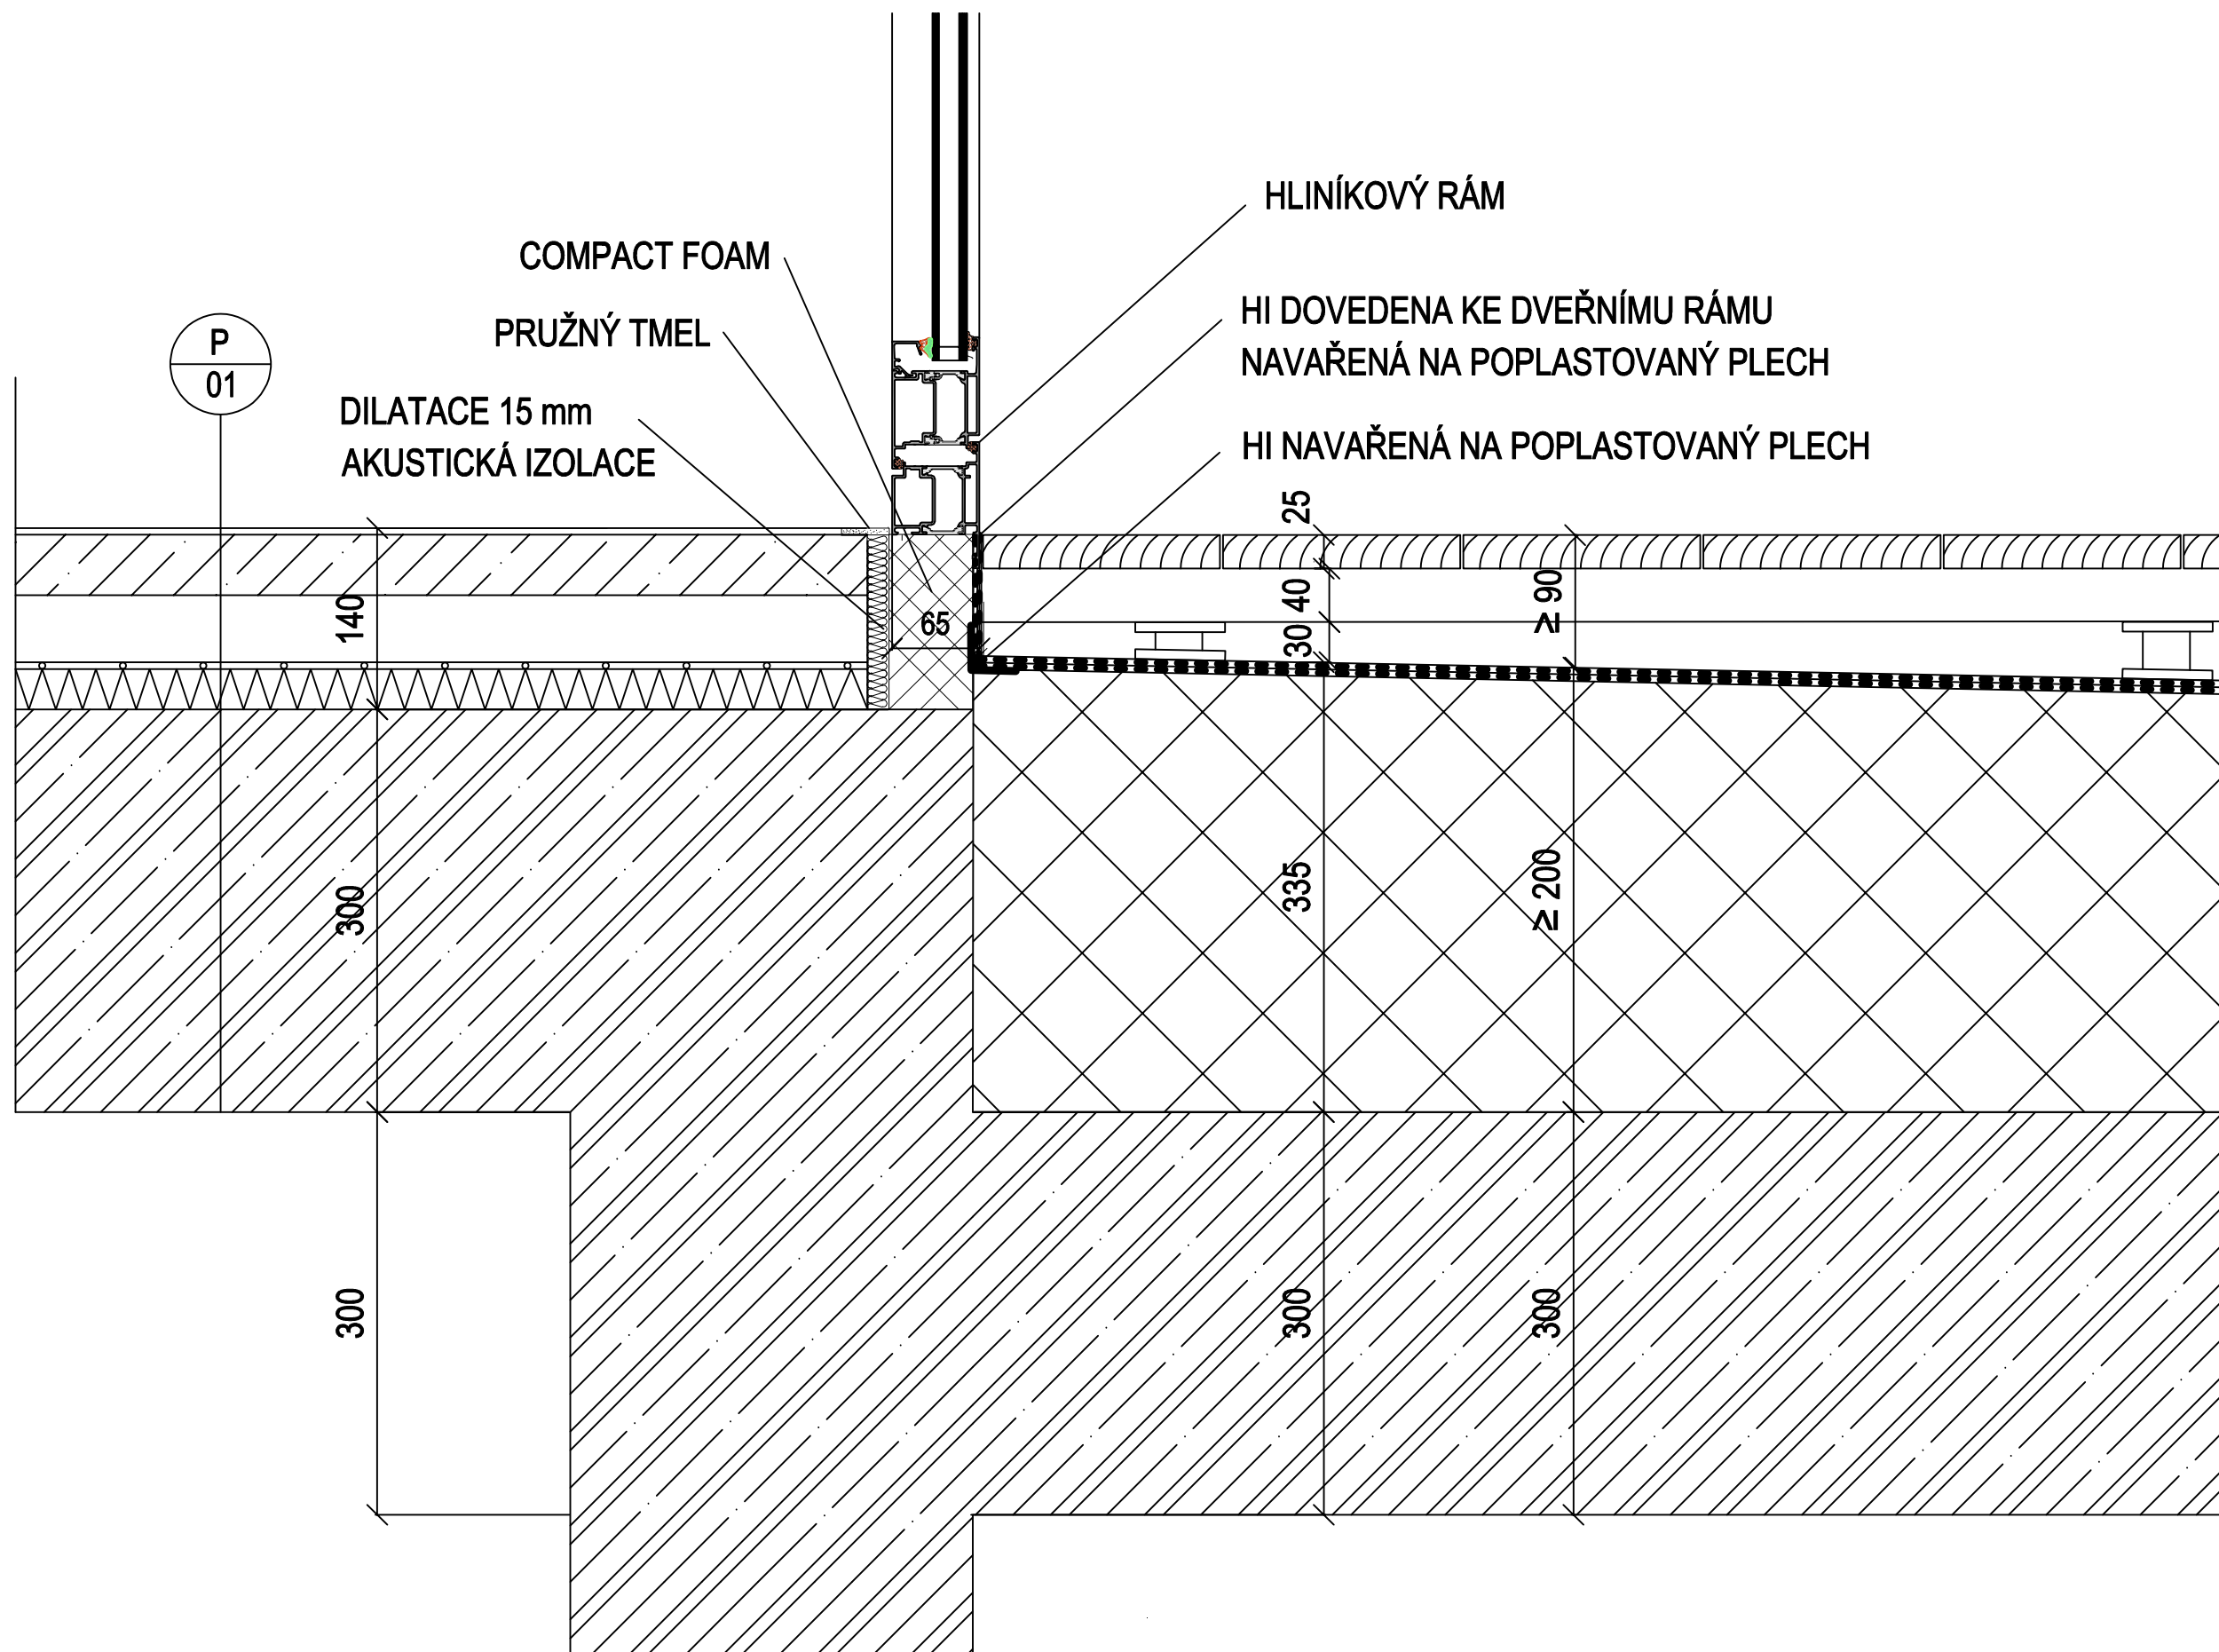 HLINÍKOVÝ RÁM
COMPACT FOAM
PRUŽNÝ TMEL
HI DOVEDENA KE DVEŘNÍMU RÁMU
NAVAŘENÁ NA POPLASTOVANÝ PLECH
P
01
DILATACE 15 mm
AKUSTICKÁ IZOLACE
HI NAVAŘENÁ NA POPLASTOVANÝ PLECH
25
40
30
≥ 90
140
65
300
335
≥ 200
300
300
300